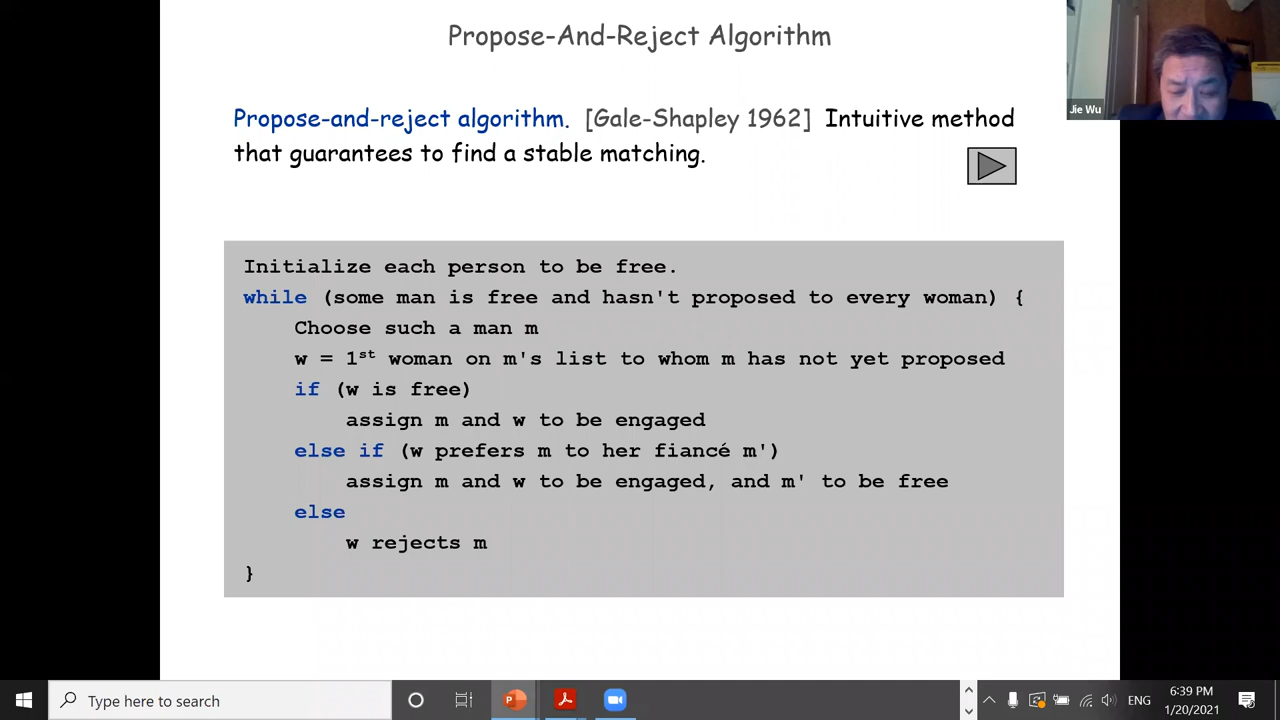 Propose-And-Reject Algorithm
Jie Wu
Propose-and-reject algorithm. [Gale-Shapley 1962] Intuitive method
that guarantees to find a stable matching.
Initialize each person to be free.
while (some man is free and hasn't proposed to every woman) {
Choose such a man m
w = 1st woman on m's list to whom m has not yet proposed
if (w is free)
assign m and w to be engaged
else if (w prefers m to her fiancé m')
assign m and w to be engaged, and m' to be free
else
w rejects m
}
Type here to search
ENG
6:39 PM
1/20/2021